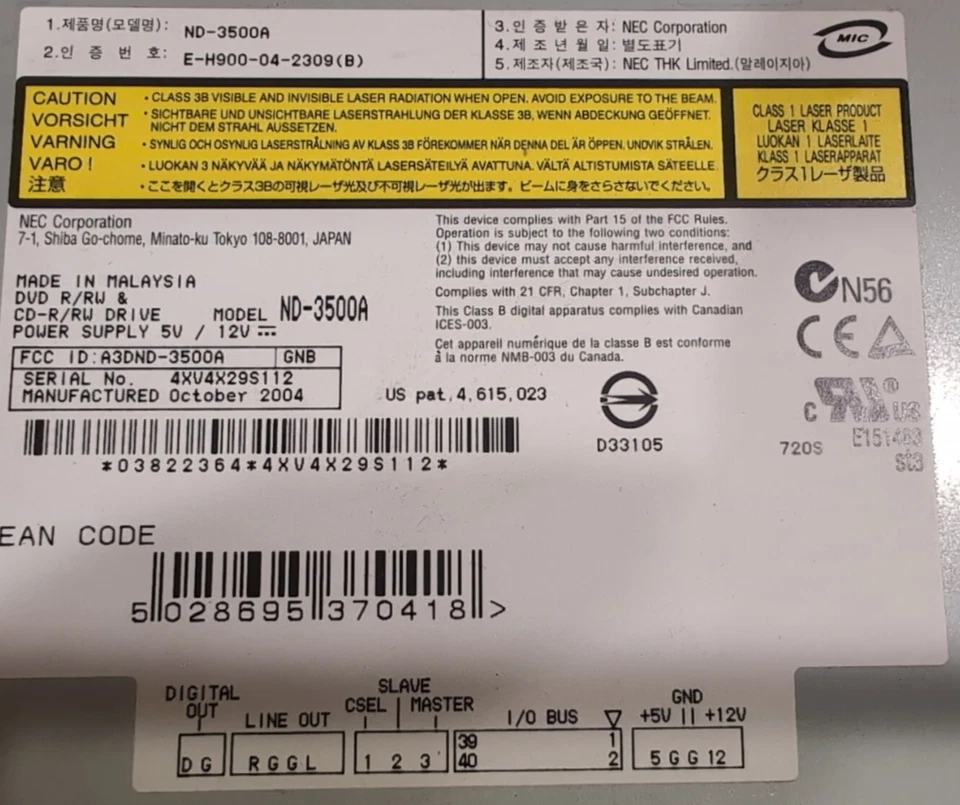 1.제품명(모델명): ND-3500A
2.인 증 번 호: E-H900-04-2309(B)
3.인 증 받 은 자: NEC Corporation
4.제 조 년 월 일: 별도표기
5.제조자(제조국): NEC THK Limited.(말레이지아)
MIC
CAUTION
VORSICHT
VARNING
VARO !
注意
• CLASS 3B VISIBLE AND INVISIBLE LASER RADIATION WHEN OPEN. AVOID EXPOSURE TO THE BEAM.
• SICHTBARE UND UNSICHTBARE LASERSTRAHLUNG DER KLASSE 3B, WENN ABDECKUNG GEÖFFNET.
NICHT DEM STRAHL AUSSETZEN.
• SYNLIG OCH OSYNLIG LASERSTRÅLNING AV KLASS 3B FÖREKOMMER NÄR DENNA DEL ÄR ÖPPEN. UNDVIK STRÅLEN.
• LUOKAN 3 NÄKYVÄÄ JA NÄKYMÄTÖNTÄ LASERSÄTEILYÄ AVATTUNA. VÄLTÄ ALTISTUMISTA SÄTEELLE.
• ここを開くとクラス3Bの可視レーザ光及び不可視レーザ光が出ます。ビームに身をさらさないでください。
CLASS 1 LASER PRODUCT
LASER KLASSE 1
LUOKAN 1 LASERLAITE
KLASS 1 LASERAPPARAT
クラス1レーザ製品
NEC Corporation
7-1, Shiba Go-chome, Minato-ku Tokyo 108-8001, JAPAN
MADE IN MALAYSIA
DVD R/RW &
CD-R/RW DRIVE MODEL ND-3500A
POWER SUPPLY 5V / 12V
FCC ID:A3DND-3500A GNB
SERIAL No. 4XV4X29S112
MANUFACTURED October 2004
This device complies with Part 15 of the FCC Rules.
Operation is subject to the following two conditions:
(1) This device may not cause harmful interference, and
(2) this device must accept any interference received,
including interference that may cause undesired operation.
Complies with 21 CFR, Chapter 1, Subchapter J.
This Class B digital apparatus complies with Canadian
ICES-003.
Cet appareil numérique de la classe B est conforme
à la norme NMB-003 du Canada.
US pat. 4,615,023
D33105
N56
CE
c RU US
E151463
St3
720S
*03822364*4XV4X29S112*
EAN CODE
5 028695 370418 >
DIGITAL
OUT
LINE OUT
SLAVE
CSEL | MASTER
I/O BUS
GND
+5V || +12V
D G
R G G L
1 2 3
39 1
40 2
5 G G 12